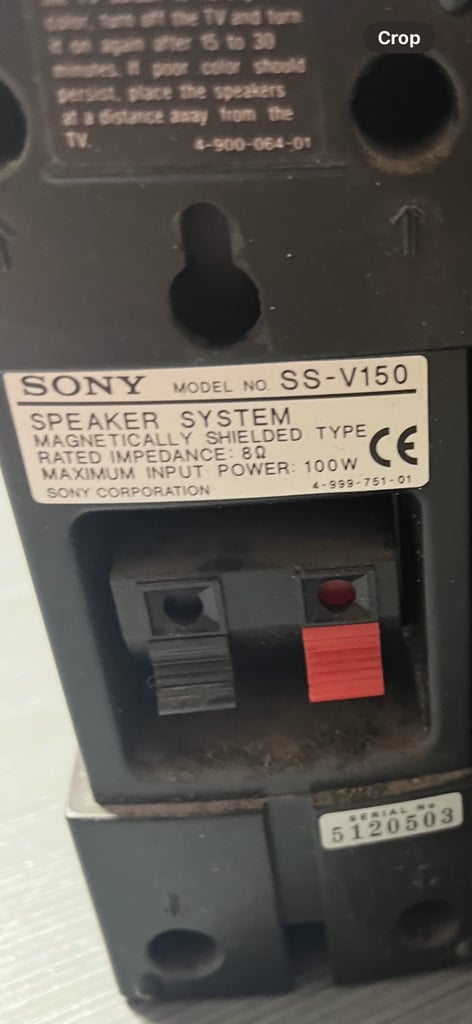 color, turn off the TV and turn
it on again after 15 to 30
minutes. If poor color should
persist, place the speakers
at a distance away from the
TV.
4-900-064-01
Crop
SONY MODEL NO. SS-V150
SPEAKER SYSTEM
MAGNETICALLY SHIELDED TYPE
RATED IMPEDANCE: 8Ω
MAXIMUM INPUT POWER: 100W
CE
SONY CORPORATION 4-999-751-01
SERIAL No
5120503